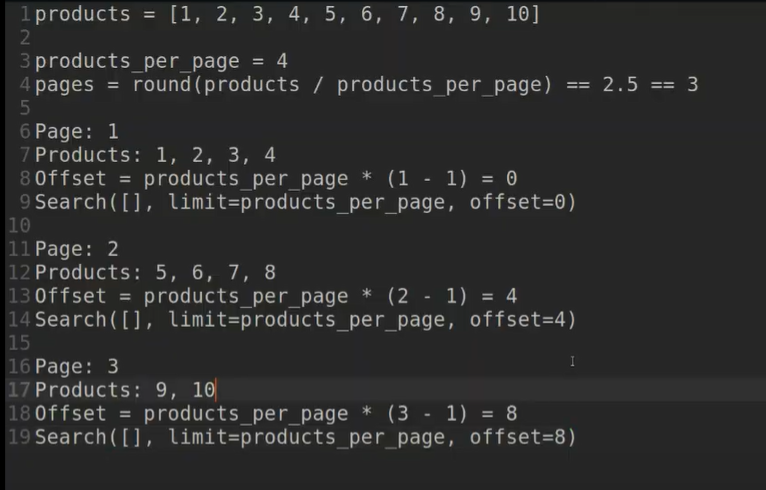 1 products = [1, 2, 3, 4, 5, 6, 7, 8, 9, 10]
2
3 products_per_page = 4
4 pages = round(products / products_per_page) == 2.5 == 3
5
6 Page: 1
7 Products: 1, 2, 3, 4
8 Offset = products_per_page * (1 - 1) = 0
9 Search([], limit=products_per_page, offset=0)
10
11 Page: 2
12 Products: 5, 6, 7, 8
13 Offset = products_per_page * (2 - 1) = 4
14 Search([], limit=products_per_page, offset=4)
15
16 Page: 3
17 Products: 9, 10
18 Offset = products_per_page * (3 - 1) = 8
19 Search([], limit=products_per_page, offset=8)